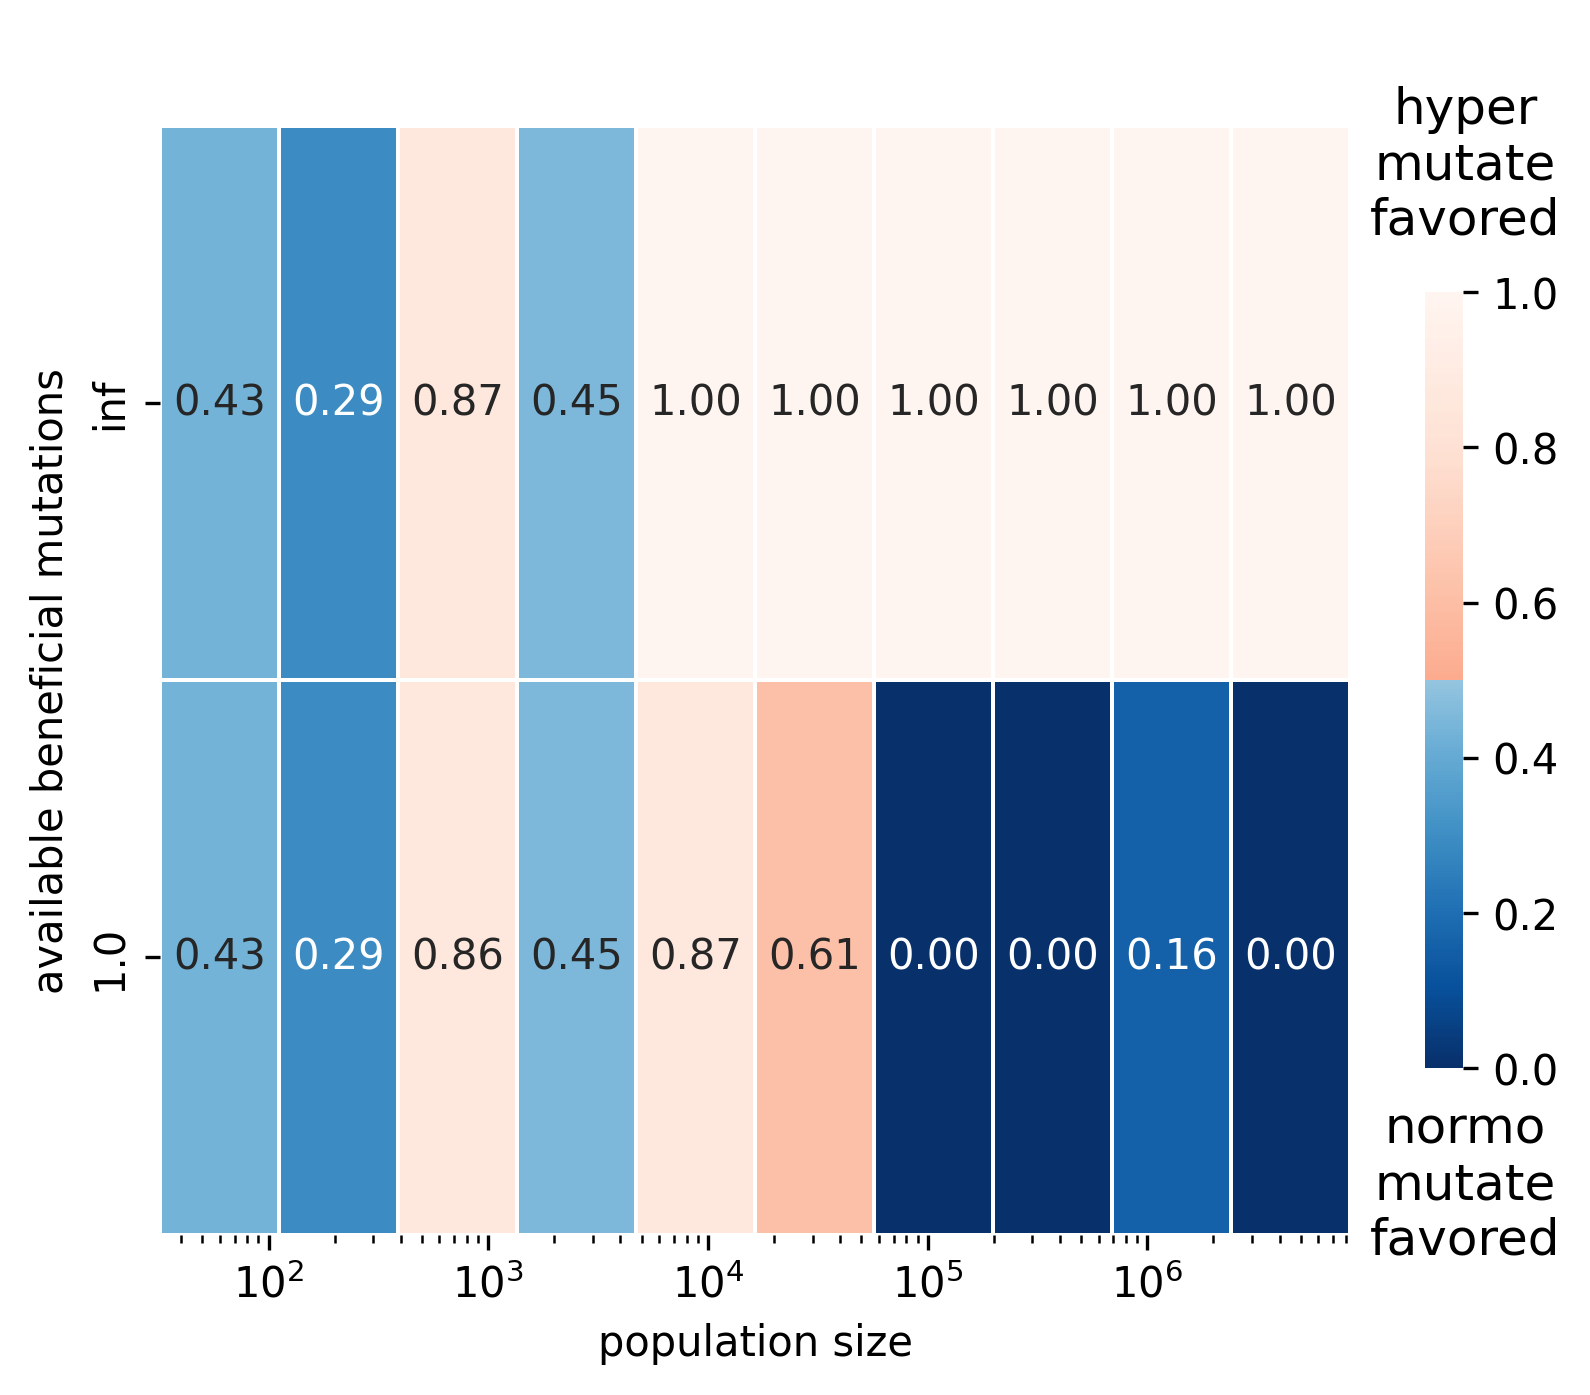 hyper
mutate
favored
available beneficial mutations
inf
0.43 0.29 0.87 0.45 1.00 1.00 1.00 1.00 1.00 1.00
1.0
0.43 0.29 0.86 0.45 0.87 0.61 0.00 0.00 0.16 0.00
10² 10³ 10⁴ 10⁵ 10⁶
population size
1.0
0.8
0.6
0.4
0.2
0.0
normo
mutate
favored